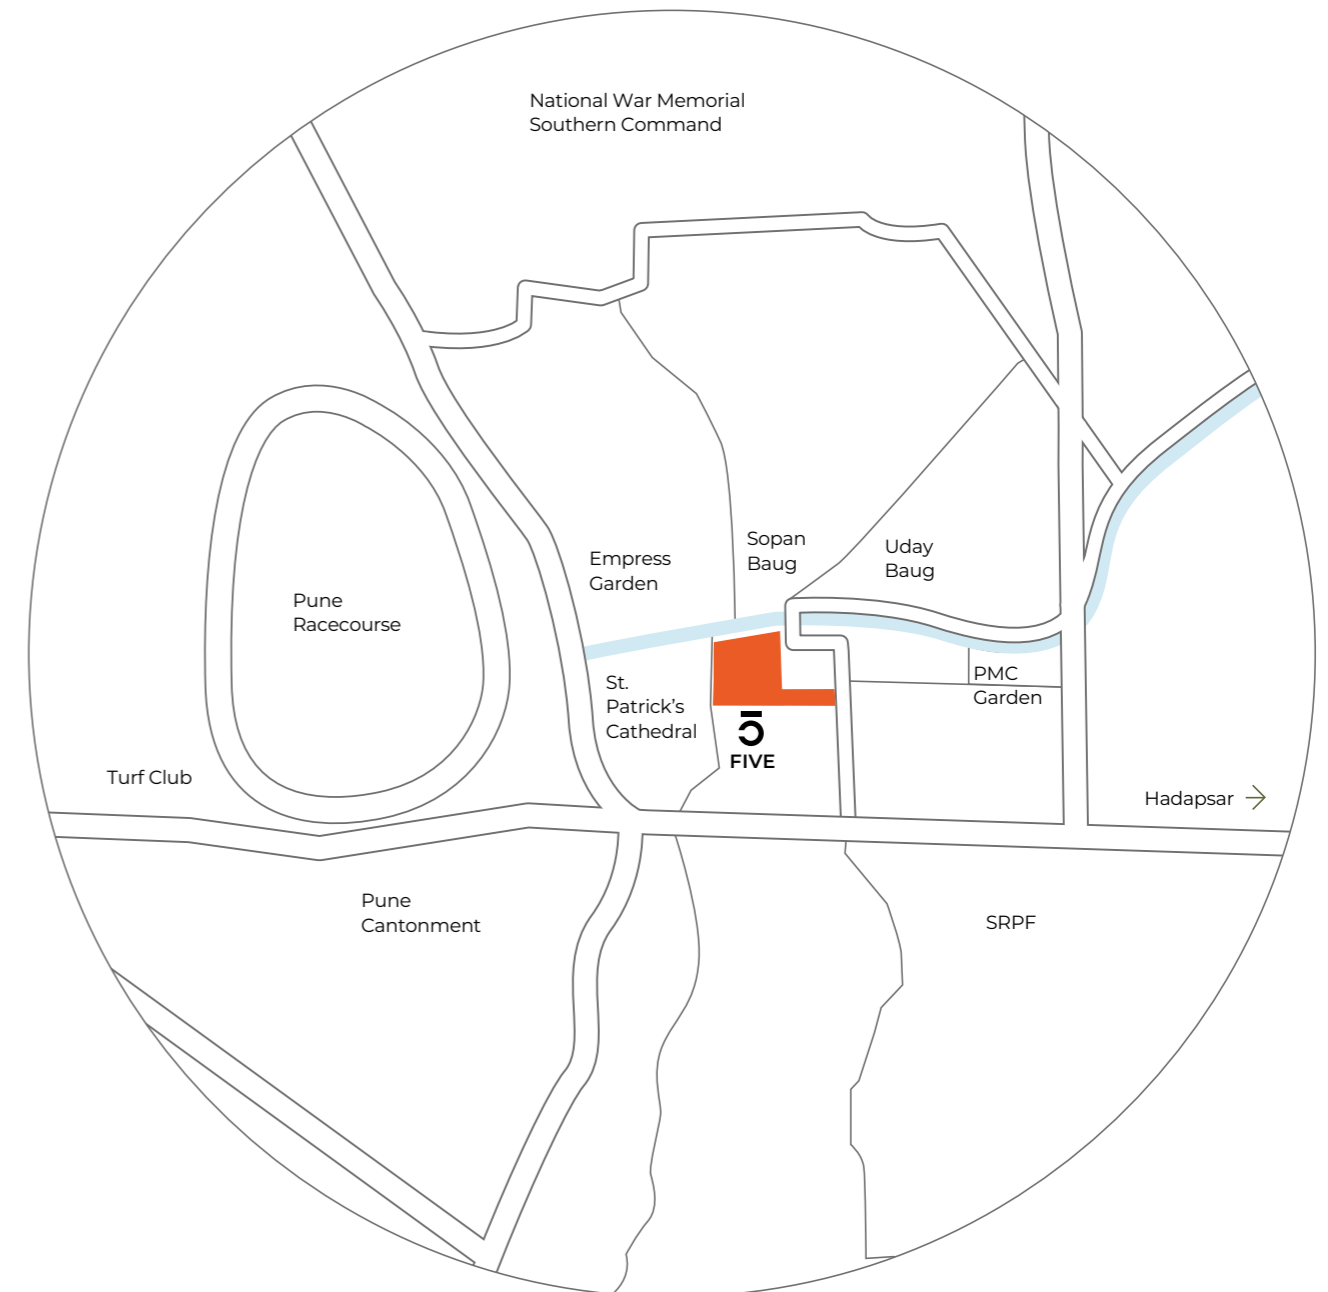 National War Memorial
Southern Command
Sopan
Baug
Uday
Baug
Empress
Garden
Pune
Racecourse
St.
Patrick’s
Cathedral
PMC
Garden
5
FIVE
Turf Club
Hadapsar
Pune
Cantonment
SRPF